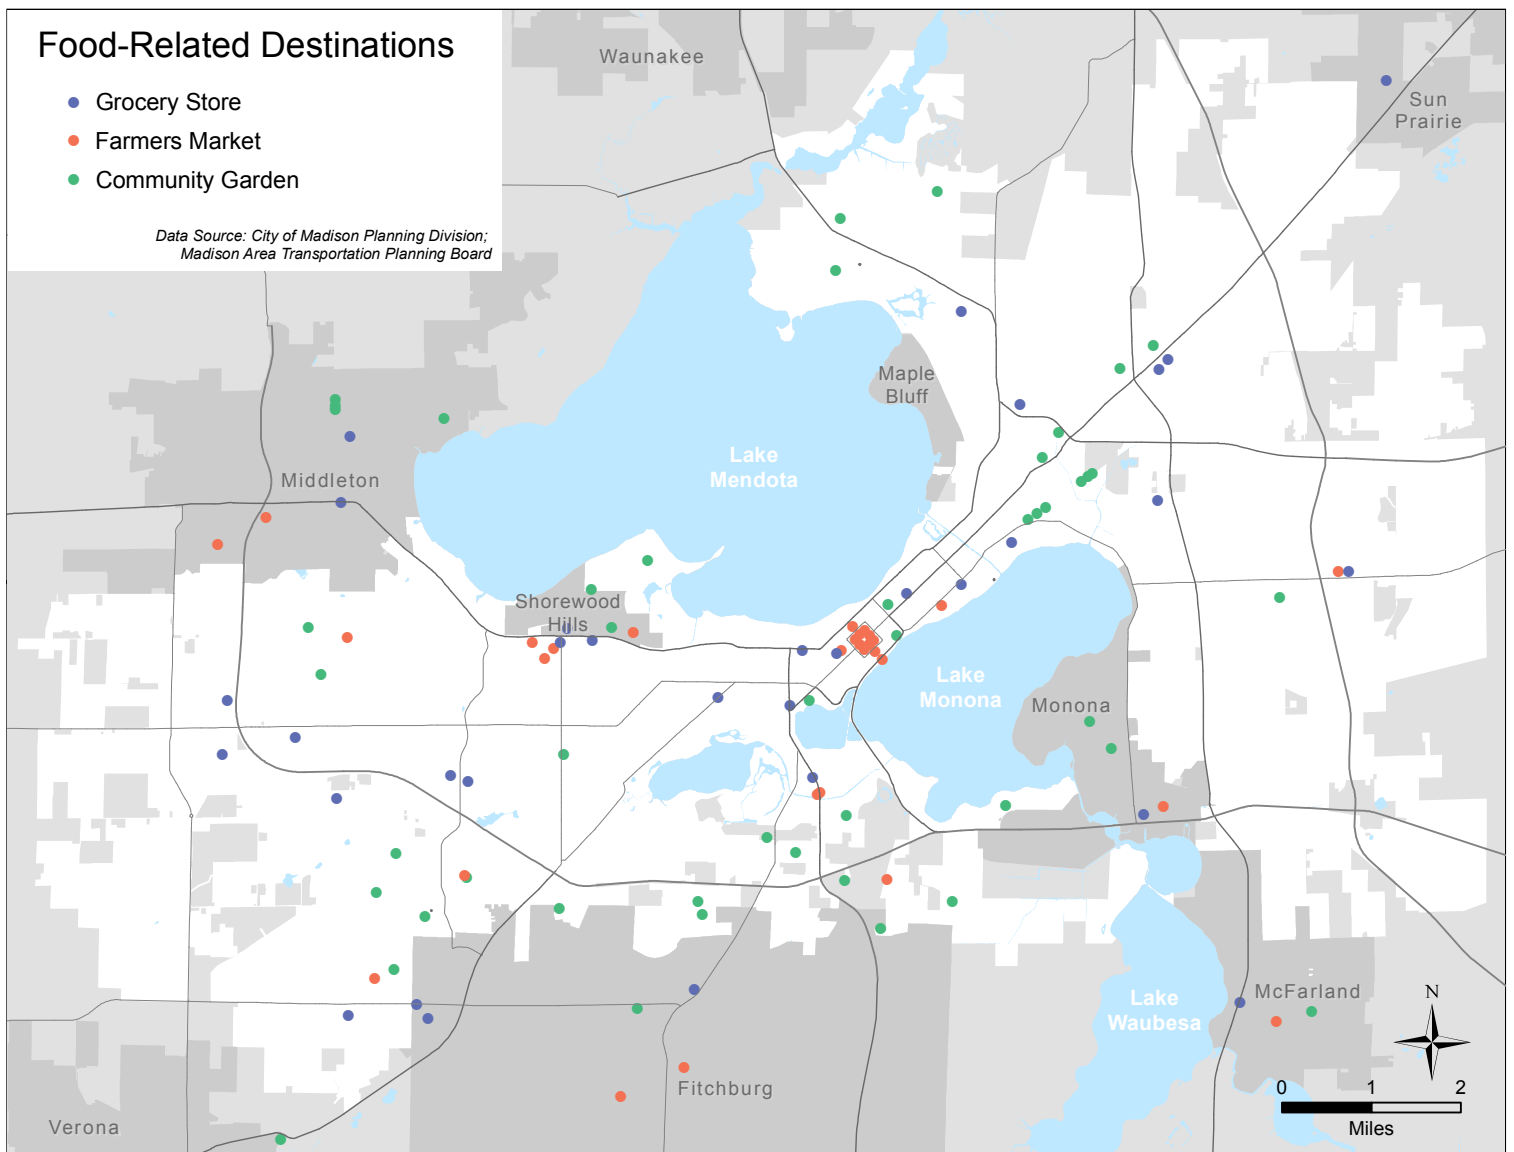 Food-Related Destinations
Grocery Store
Farmers Market
Community Garden
Data Source: City of Madison Planning Division;
Madison Area Transportation Planning Board
Waunakee
Sun
Prairie
Maple
Bluff
Lake
Mendota
Middleton
Shorewood
Hills
Lake
Monona
Monona
Lake
Waubesa
McFarland
N
Fitchburg
Verona
0 1 2
Miles